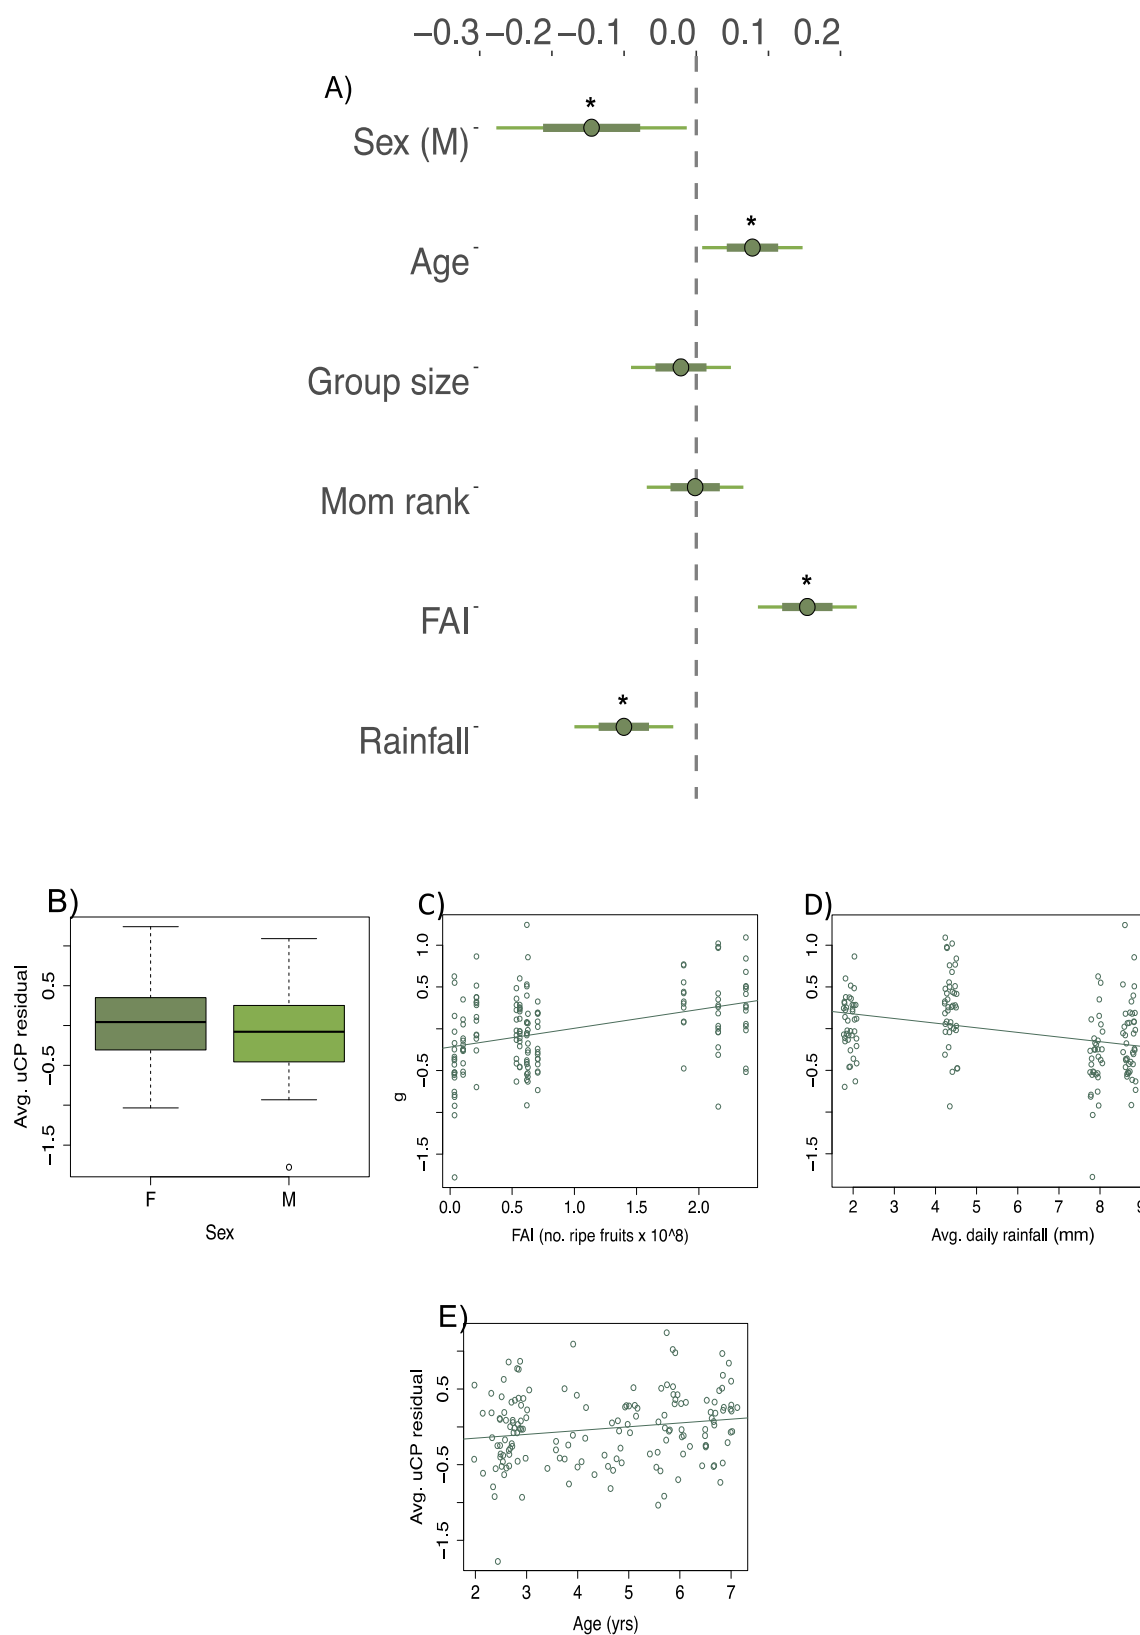 −0.3 −0.2 −0.1 0.0 0.1 0.2
A)
*
Sex (M)
*
Age
Group size
Mom rank
*
FAI
*
Rainfall
B)
Avg. uCP residual
0.5
−0.5
−1.5
F M
Sex
C)
g
1.0
0.5
−0.5
−1.5
0.0 0.5 1.0 1.5 2.0
FAI (no. ripe fruits x 10^8)
D)
1.0
0.5
−0.5
−1.5
2 3 4 5 6 7 8 9
Avg. daily rainfall (mm)
E)
Avg. uCP residual
0.5
−0.5
−1.5
2 3 4 5 6 7
Age (yrs)